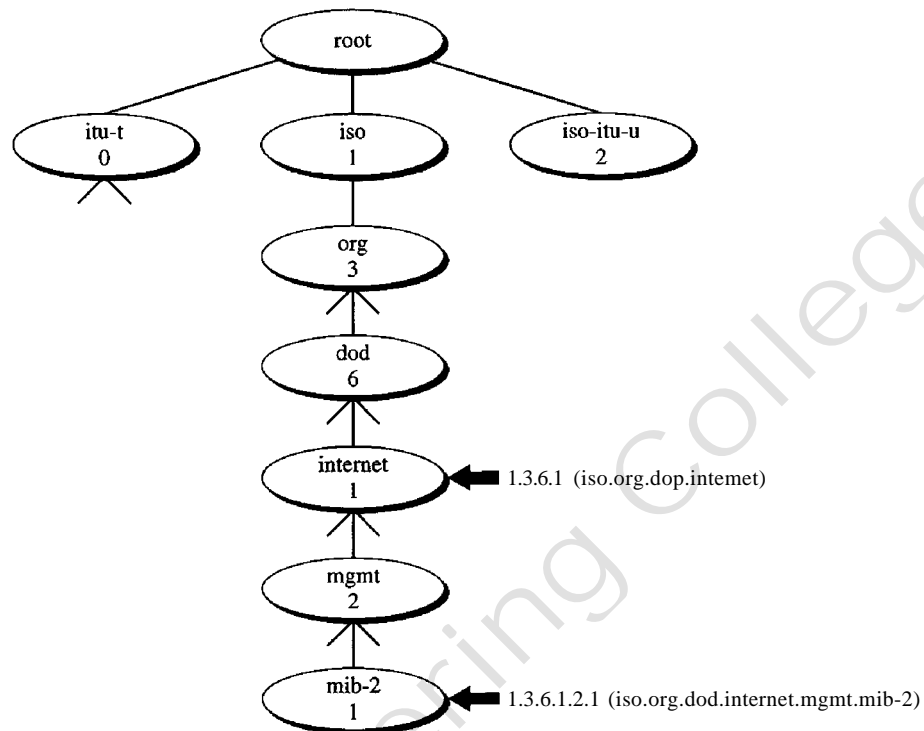 root
itu-t
0
iso
1
iso-itu-u
2
org
3
dod
6
internet
1
1.3.6.1 (iso.org.dop.intemet)
mgmt
2
mib-2
1
1.3.6.1.2.1 (iso.org.dod.internet.mgmt.mib-2)
ring College